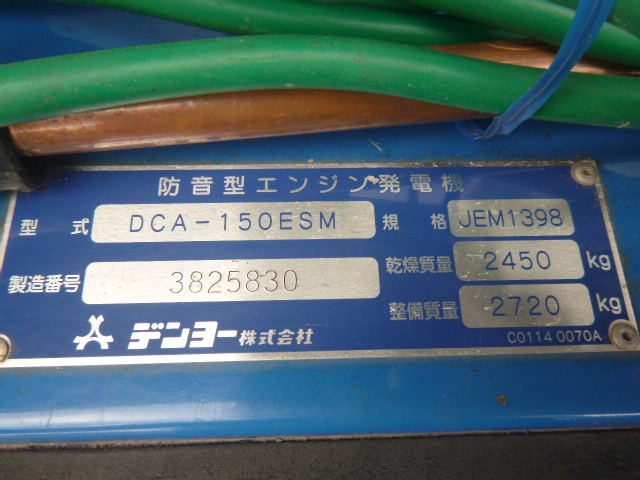 防音型エンジン発電機
型式 DCA-150ESM 規格 JEM1398
製造番号 3825830 乾燥質量 2450 kg
整備質量 2720 kg
デンヨー株式会社
C0114 0070A